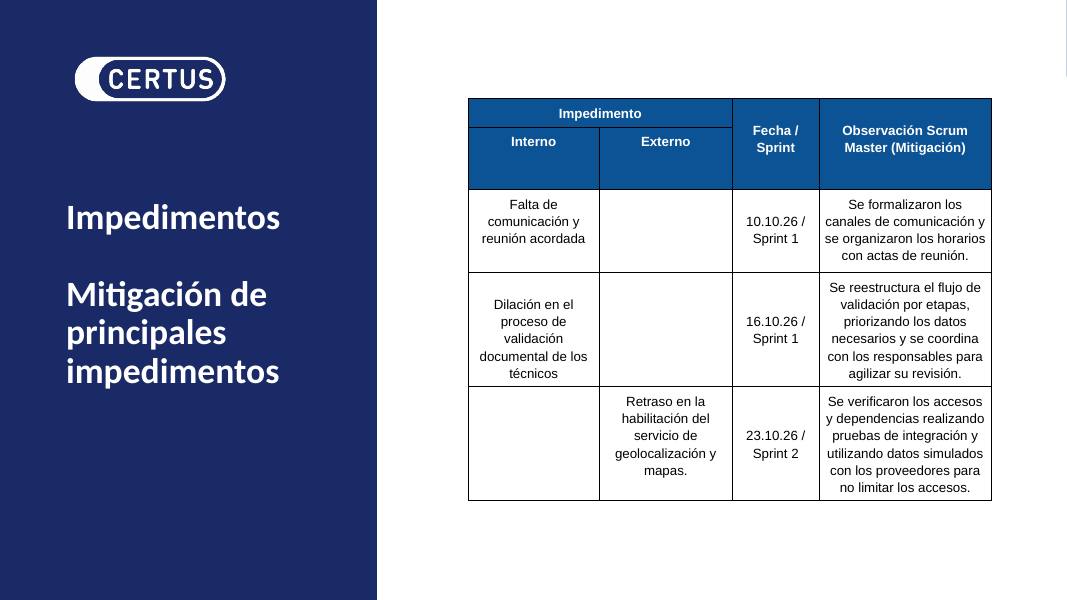 CERTUS
Impedimentos
Mitigación de
principales
impedimentos
Impedimento
Interno
Externo
Fecha /
Sprint
Observación Scrum
Master (Mitigación)
Falta de
comunicación y
reunión acordada
10.10.26 /
Sprint 1
Se formalizaron los
canales de comunicación y
se organizaron los horarios
con actas de reunión.
Dilación en el
proceso de
validación
documental de los
técnicos
16.10.26 /
Sprint 1
Se reestructura el flujo de
validación por etapas,
priorizando los datos
necesarios y se coordina
con los responsables para
agilizar su revisión.
Retraso en la
habilitación del
servicio de
geolocalización y
mapas.
23.10.26 /
Sprint 2
Se verificaron los accesos
y dependencias realizando
pruebas de integración y
utilizando datos simulados
con los proveedores para
no limitar los accesos.